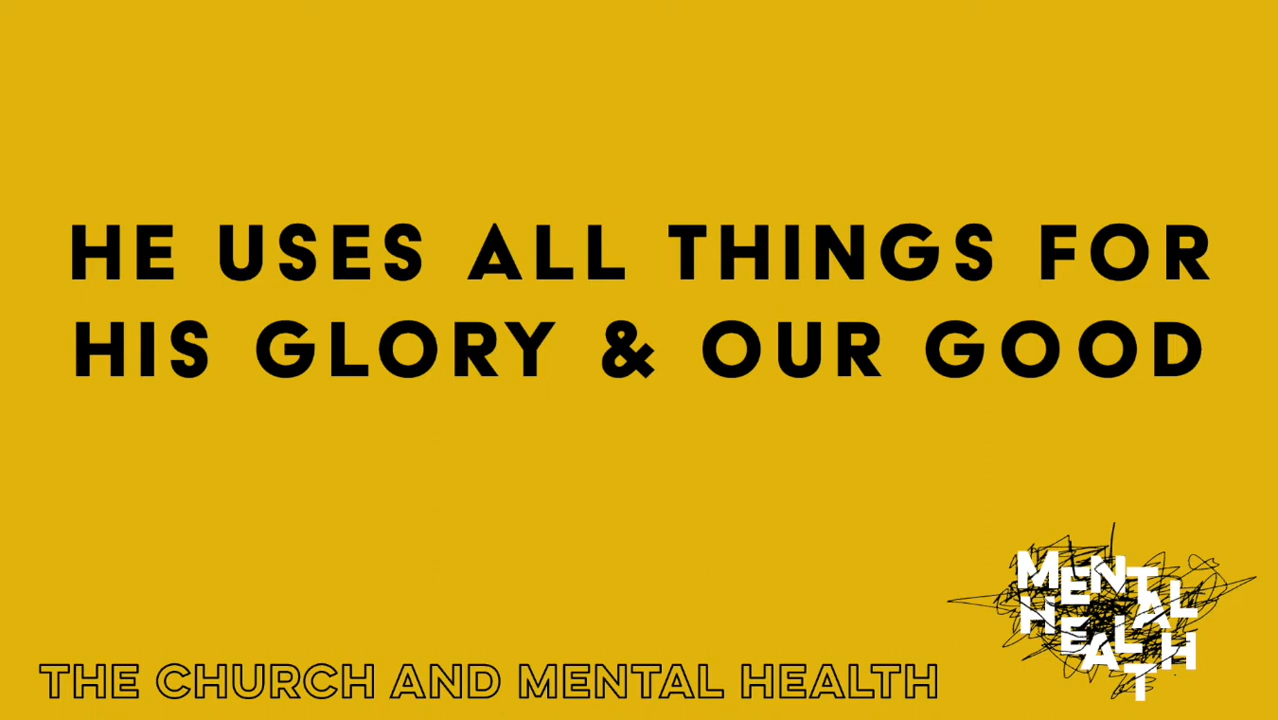 HE USES ALL THINGS FOR
HIS GLORY & OUR GOOD
MENTAL
HEALTH
THE CHURCH AND MENTAL HEALTH